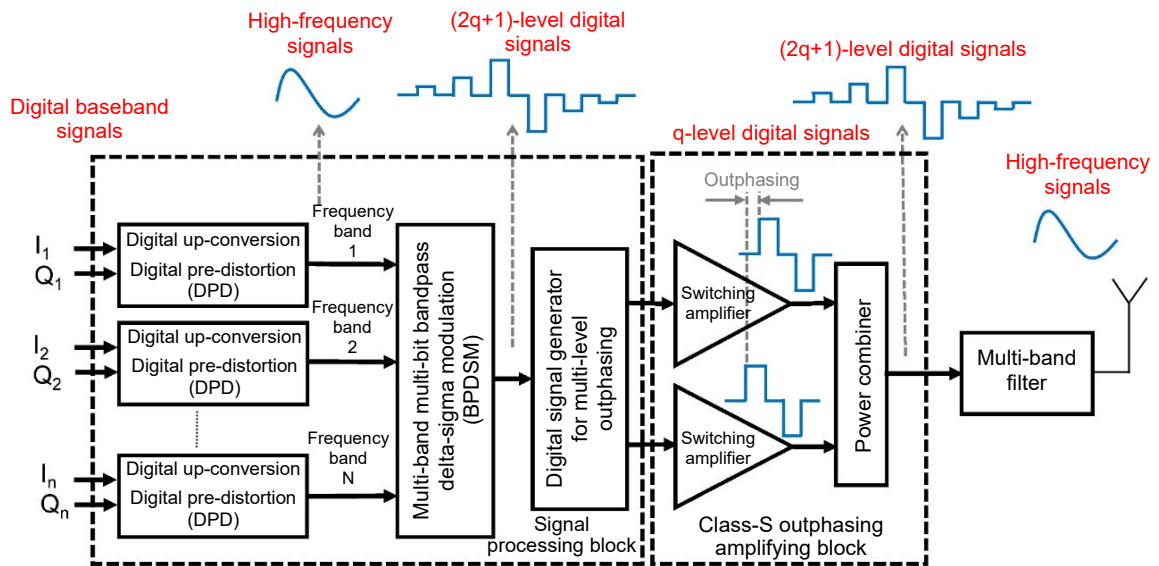 High-frequency
signals
(2q+1)-level digital
signals
(2q+1)-level digital signals
Digital baseband
signals
q-level digital signals
High-frequency
signals
Outphasing
I1
Q1
Digital up-conversion
Digital pre-distortion
(DPD)
Frequency
band
1
I2
Q2
Digital up-conversion
Digital pre-distortion
(DPD)
Frequency
band
2
In
Qn
Digital up-conversion
Digital pre-distortion
(DPD)
Frequency
band
N
Multi-band multi-bit bandpass
delta-sigma modulation
(BPDSM)
Digital signal generator
for multi-level
outphasing
Signal
processing block
Switching
amplifier
Switching
amplifier
Power combiner
Class-S outphasing
amplifying block
Multi-band
filter